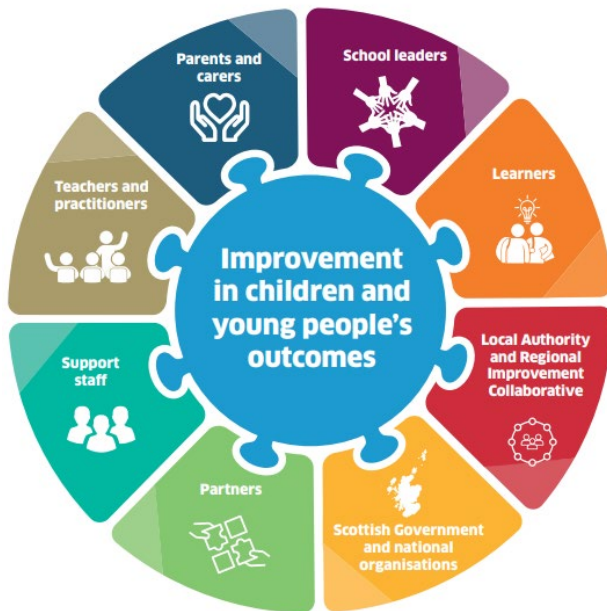 Parents and
carers
School leaders
Learners
Local Authority
and Regional
Improvement
Collaborative
Scottish Government
and national
organisations
Partners
Support
staff
Teachers and
practitioners
Improvement
in children and
young people's
outcomes